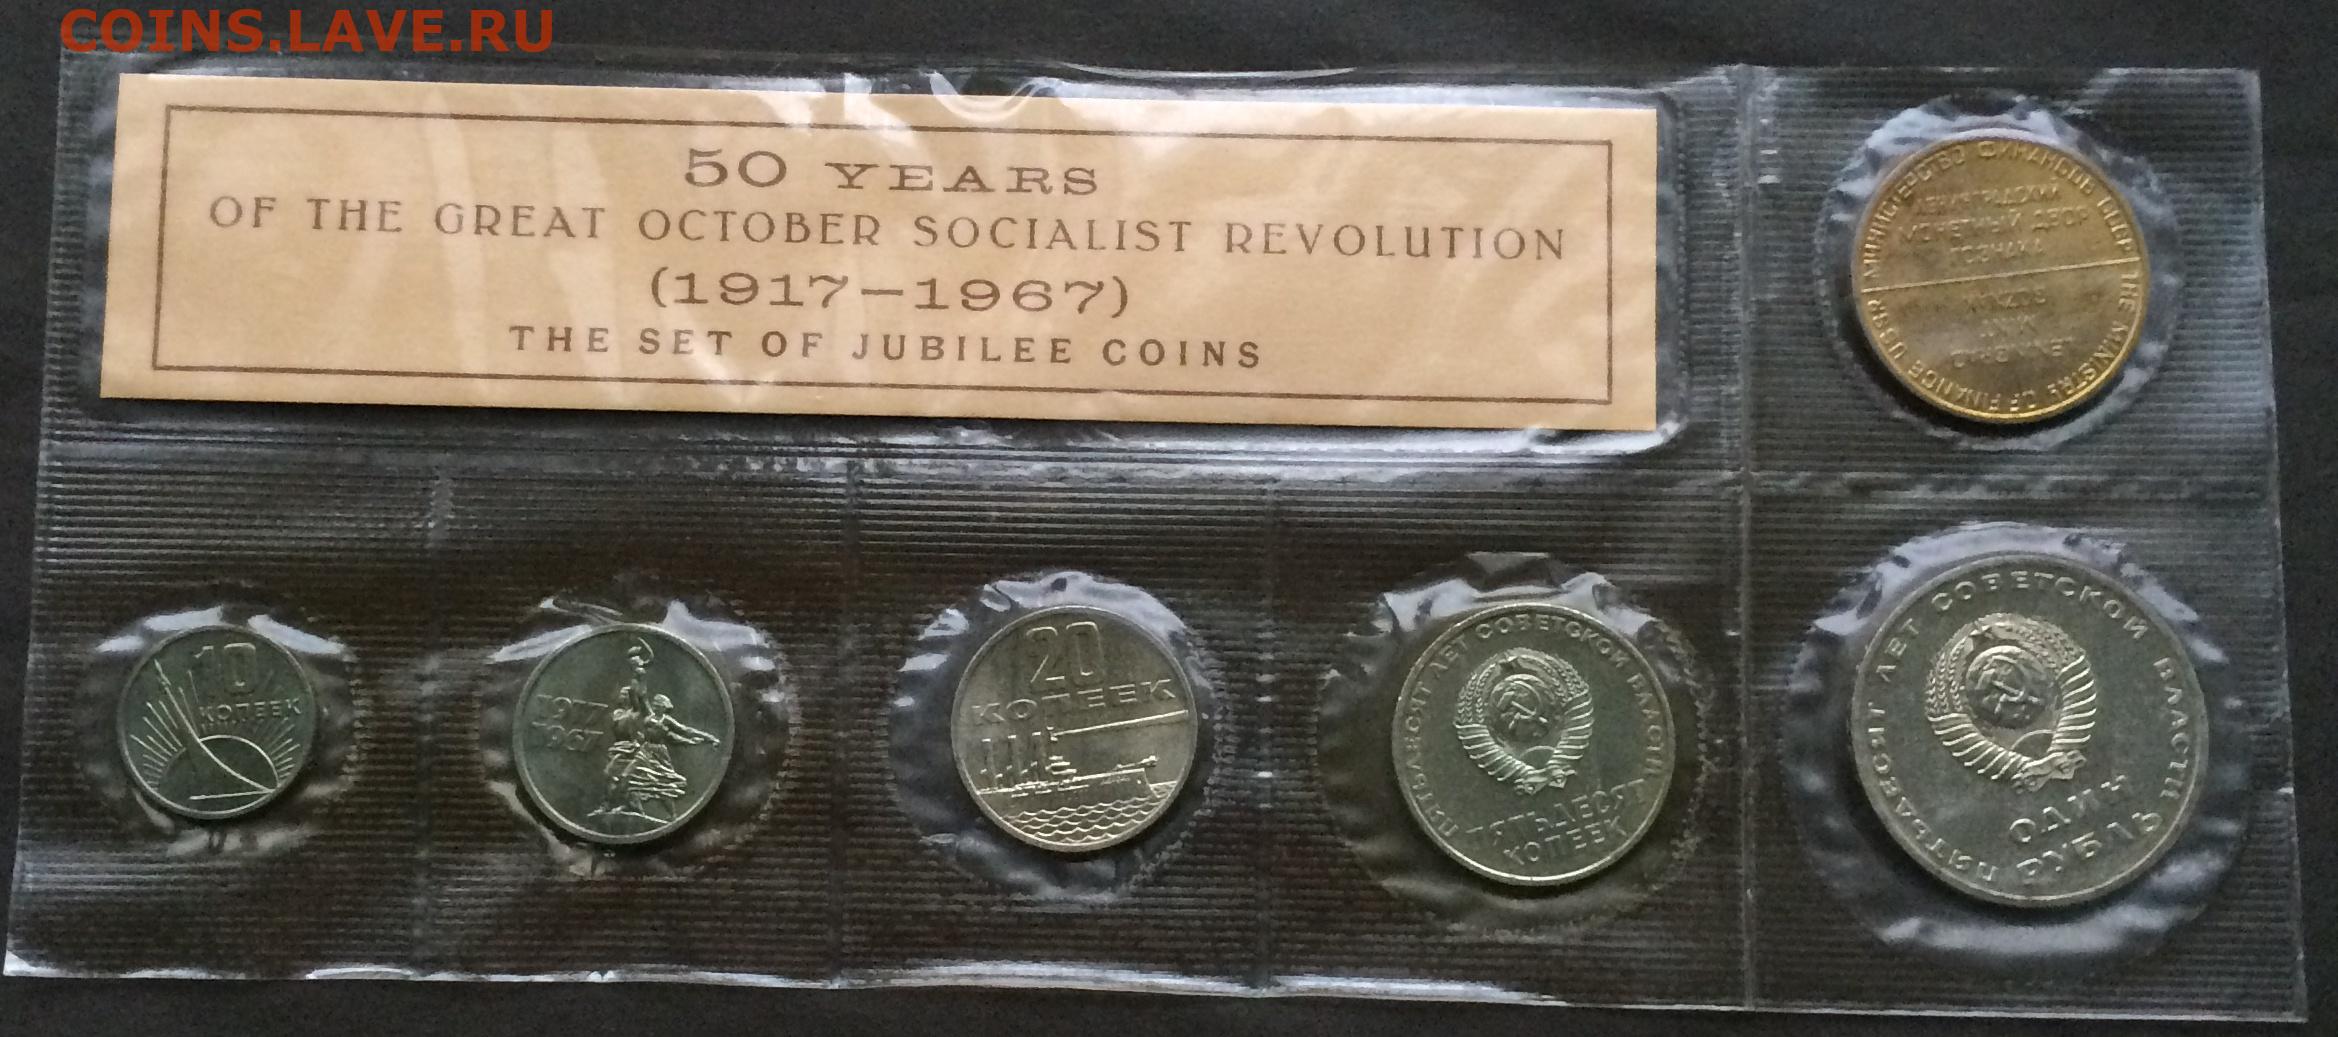 COINS.LAVE.RU
50 YEARS
OF THE GREAT OCTOBER SOCIALIST REVOLUTION
(1917–1967)
THE SET OF JUBILEE COINS
МИНИСТЕРСТВО ФИНАНСОВ СССР
ЛЕНИНГРАДСКИЙ
МОНЕТНЫЙ ДВОР
ГОЗНАКА
THE MINISTRY OF FINANCE USSR
LENINGRAD
MINT
10
КОПЕЕК
1917
1967
20
КОПЕЕК
ПЯТЬДЕСЯТ ЛЕТ СОВЕТСКОЙ ВЛАСТИ
ПЯТЬДЕСЯТ
КОПЕЕК
ПЯТЬДЕСЯТ ЛЕТ СОВЕТСКОЙ ВЛАСТИ
ОДИН
РУБЛЬ